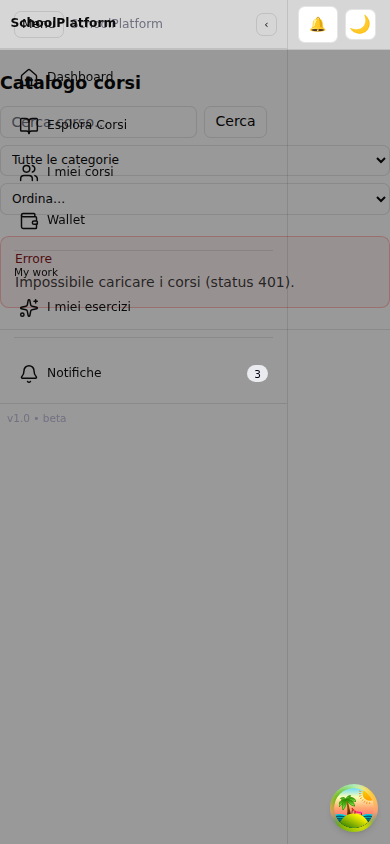 SchoolPlatform
Menu
SchoolPlatform
‹
Dashboard
Catalogo corsi
Cerca corso...
Esplora Corsi
Cerca
Tutte le categorie
I miei corsi
Ordina...
Wallet
Errore
My work
Impossibile caricare i corsi (status 401).
I miei esercizi
Notifiche
3
v1.0 • beta